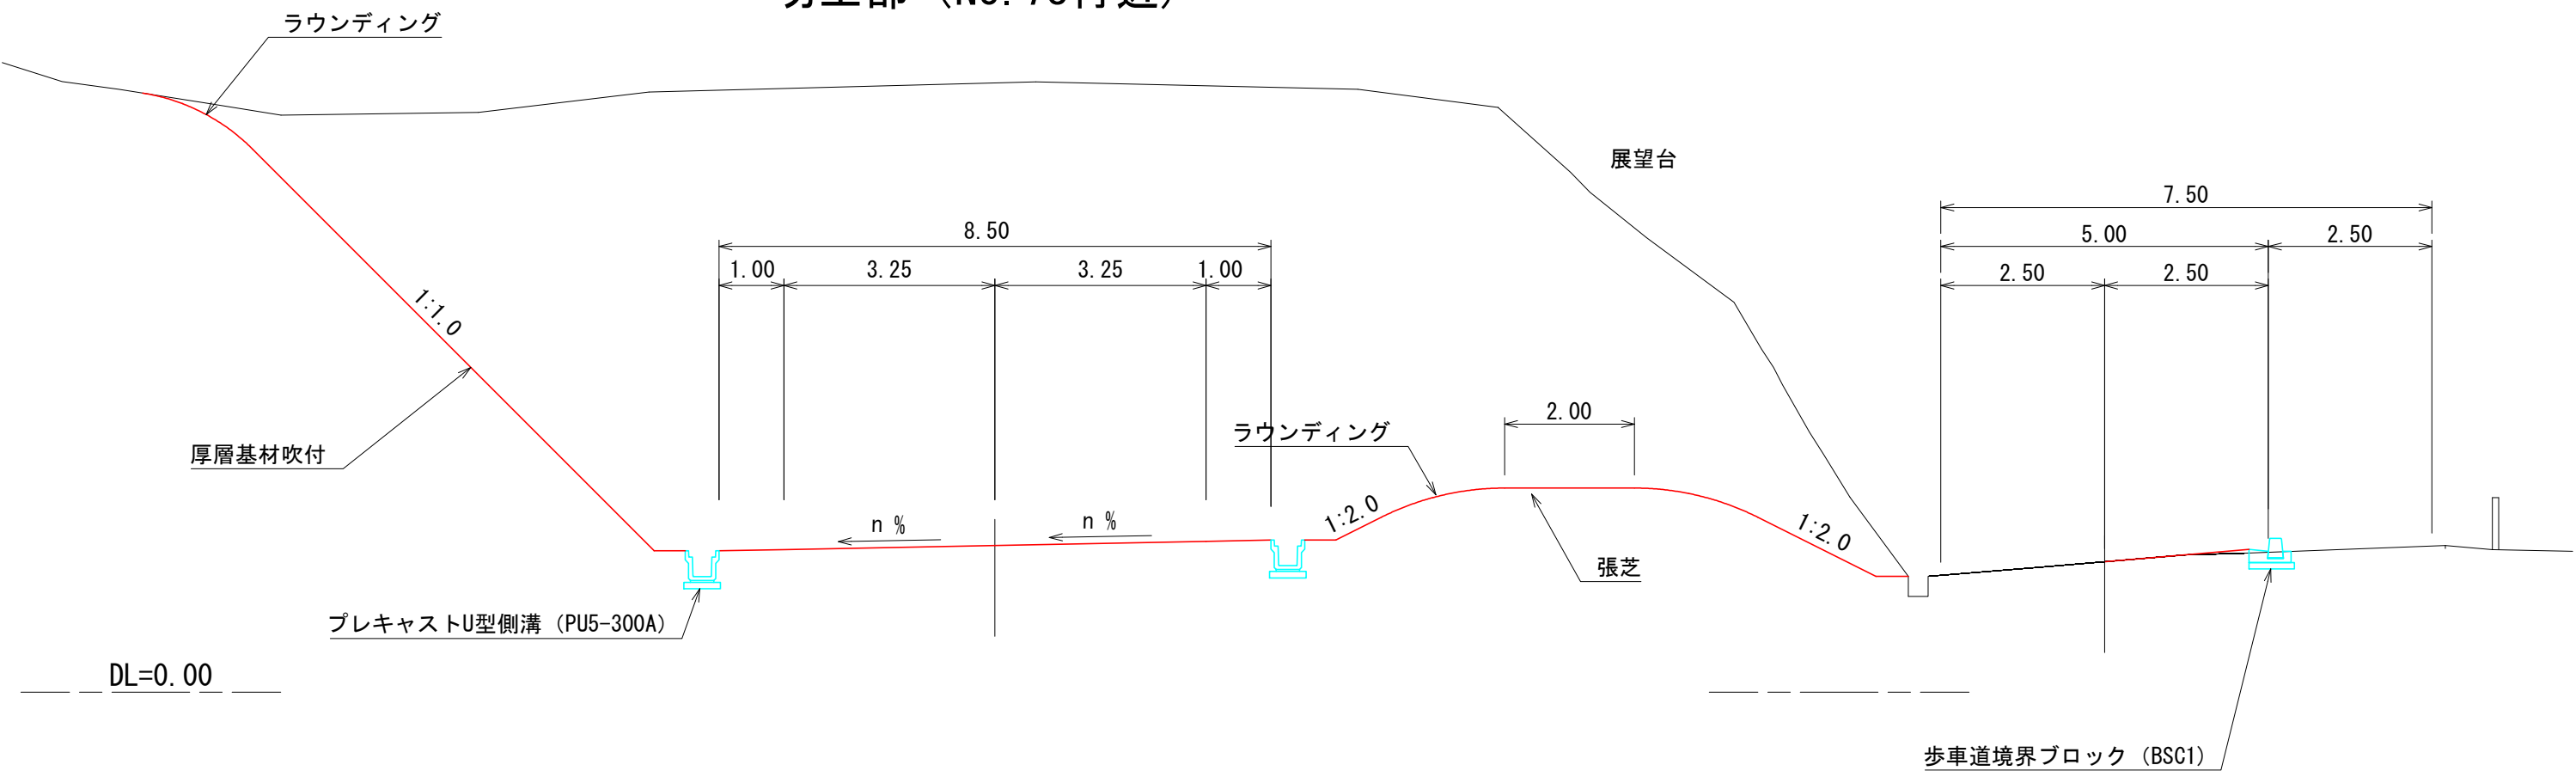 ラウンディング
展望台
7.50
8.50
5.00
2.50
1.00
3.25
3.25
1.00
2.50
2.50
1:1.0
2.00
ラウンディング
厚層基材吹付
1:2.0
n %
n %
1:2.0
張芝
プレキャストU型側溝（PU5-300A）
DL=0.00
歩車道境界ブロック（BSC1）